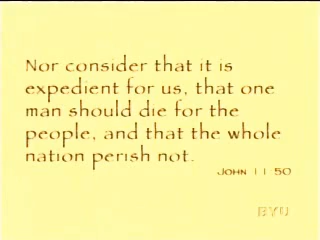 Nor consider that it is
expedient for us, that one
man should die for the
people, and that the whole
nation perish not.
John 11:50
BYU